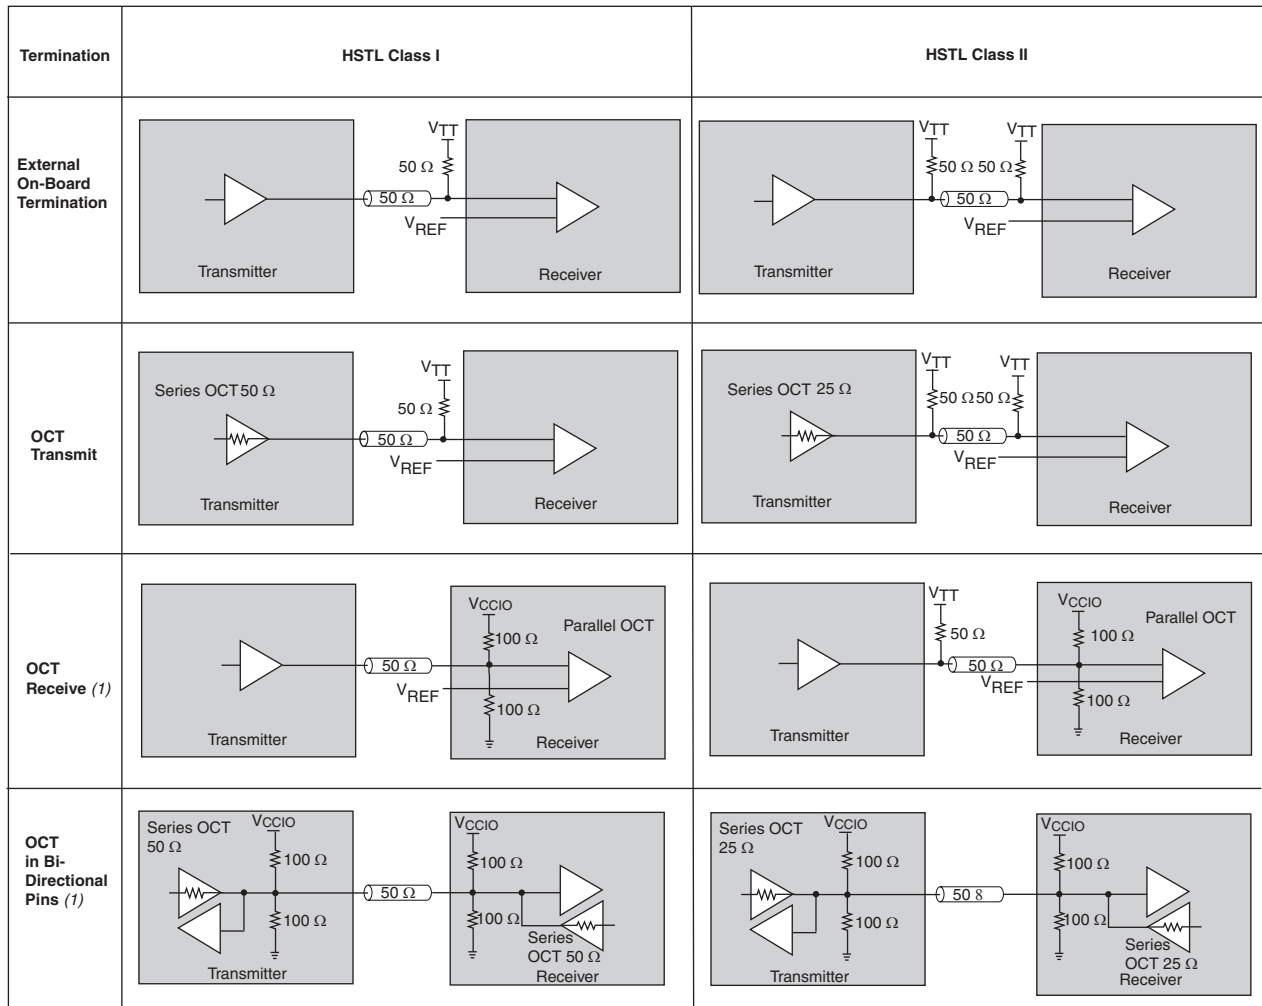 Termination
HSTL Class I
HSTL Class II
External
On-Board
Termination
VTT
50 Ω
50 Ω
VREF
Transmitter
Receiver
VTT
VTT
50 Ω 50 Ω
50 Ω
VREF
Transmitter
Receiver
OCT
Transmit
Series OCT 50 Ω
VTT
50 Ω
50 Ω
VREF
Transmitter
Receiver
Series OCT 25 Ω
VTT
VTT
50 Ω 50 Ω
50 Ω
VREF
Transmitter
Receiver
OCT
Receive (1)
VCCIO
Parallel OCT
100 Ω
50 Ω
VREF
100 Ω
Transmitter
Receiver
VTT
VCCIO
Parallel OCT
50 Ω
100 Ω
50 Ω
VREF
100 Ω
Transmitter
Receiver
OCT
in Bi-
Directional
Pins (1)
Series OCT
50 Ω
VCCIO
100 Ω
100 Ω
50 Ω
VCCIO
100 Ω
100 Ω
Series
OCT 50 Ω
Transmitter
Receiver
Series OCT
25 Ω
VCCIO
100 Ω
100 Ω
50 8
VCCIO
100 Ω
100 Ω
Series
OCT 25 Ω
Transmitter
Receiver